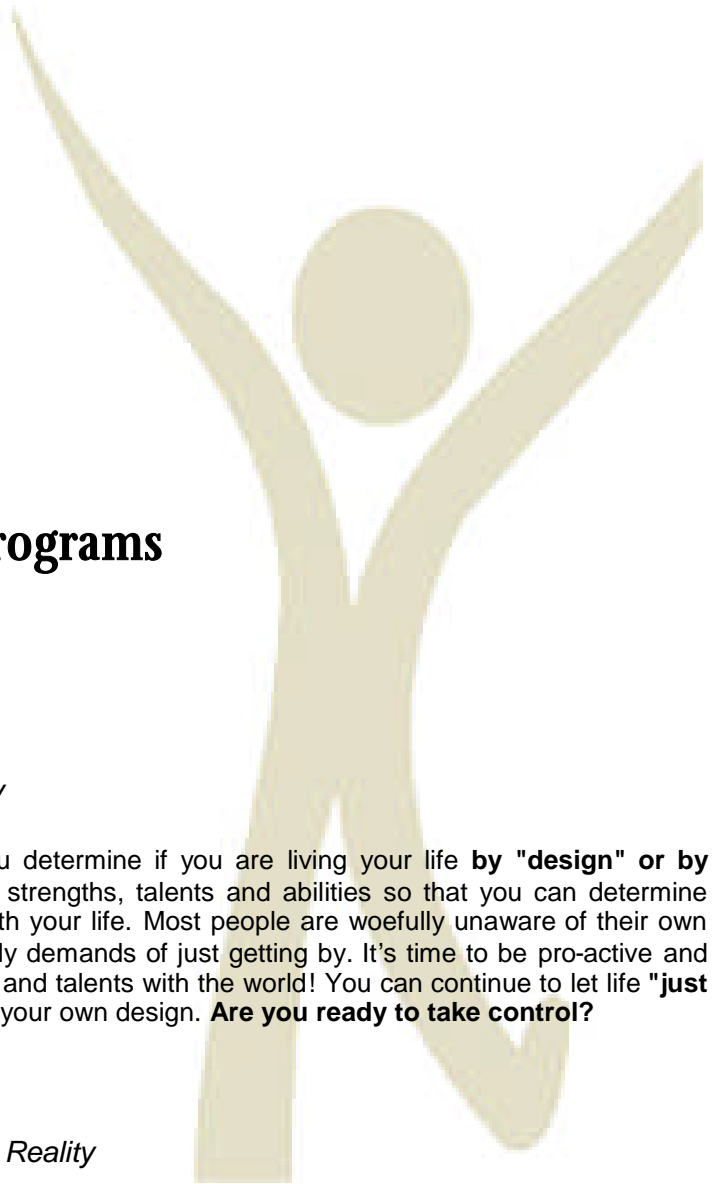 rograms
y
u determine if you are living your life by "design" or by
strengths, talents and abilities so that you can determine
th your life. Most people are woefully unaware of their own
ly demands of just getting by. It’s time to be pro-active and
and talents with the world! You can continue to let life "just
your own design. Are you ready to take control?
Reality